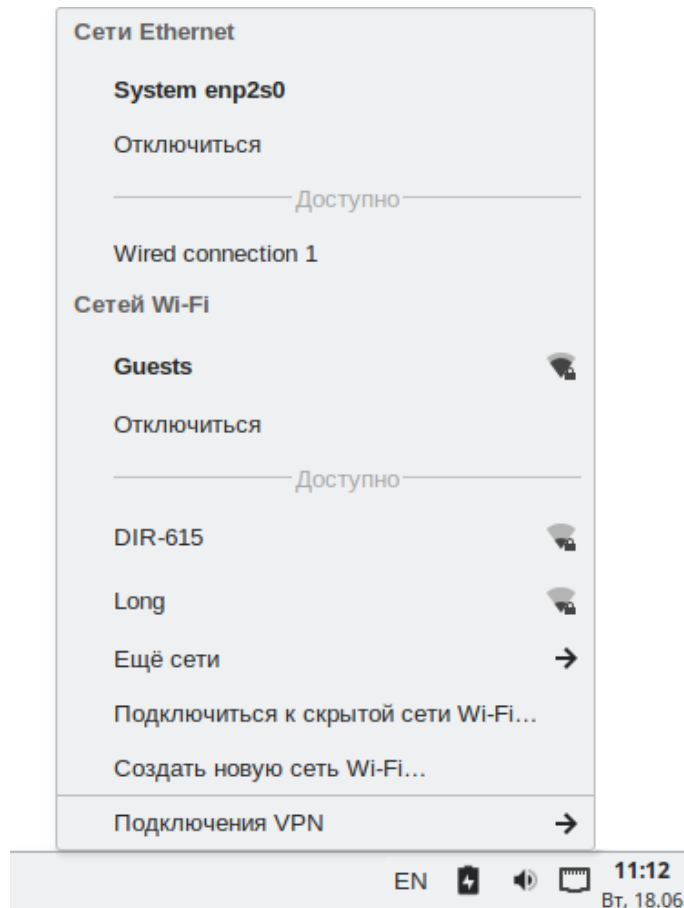 Сети Ethernet
System enp2s0
Отключиться
Доступно
Wired connection 1
Сетей Wi-Fi
Guests
Отключиться
Доступно
DIR-615
Long
Ещё сети
Подключиться к скрытой сети Wi-Fi…
Создать новую сеть Wi-Fi…
Подключения VPN
EN
11:12
Вт, 18.06